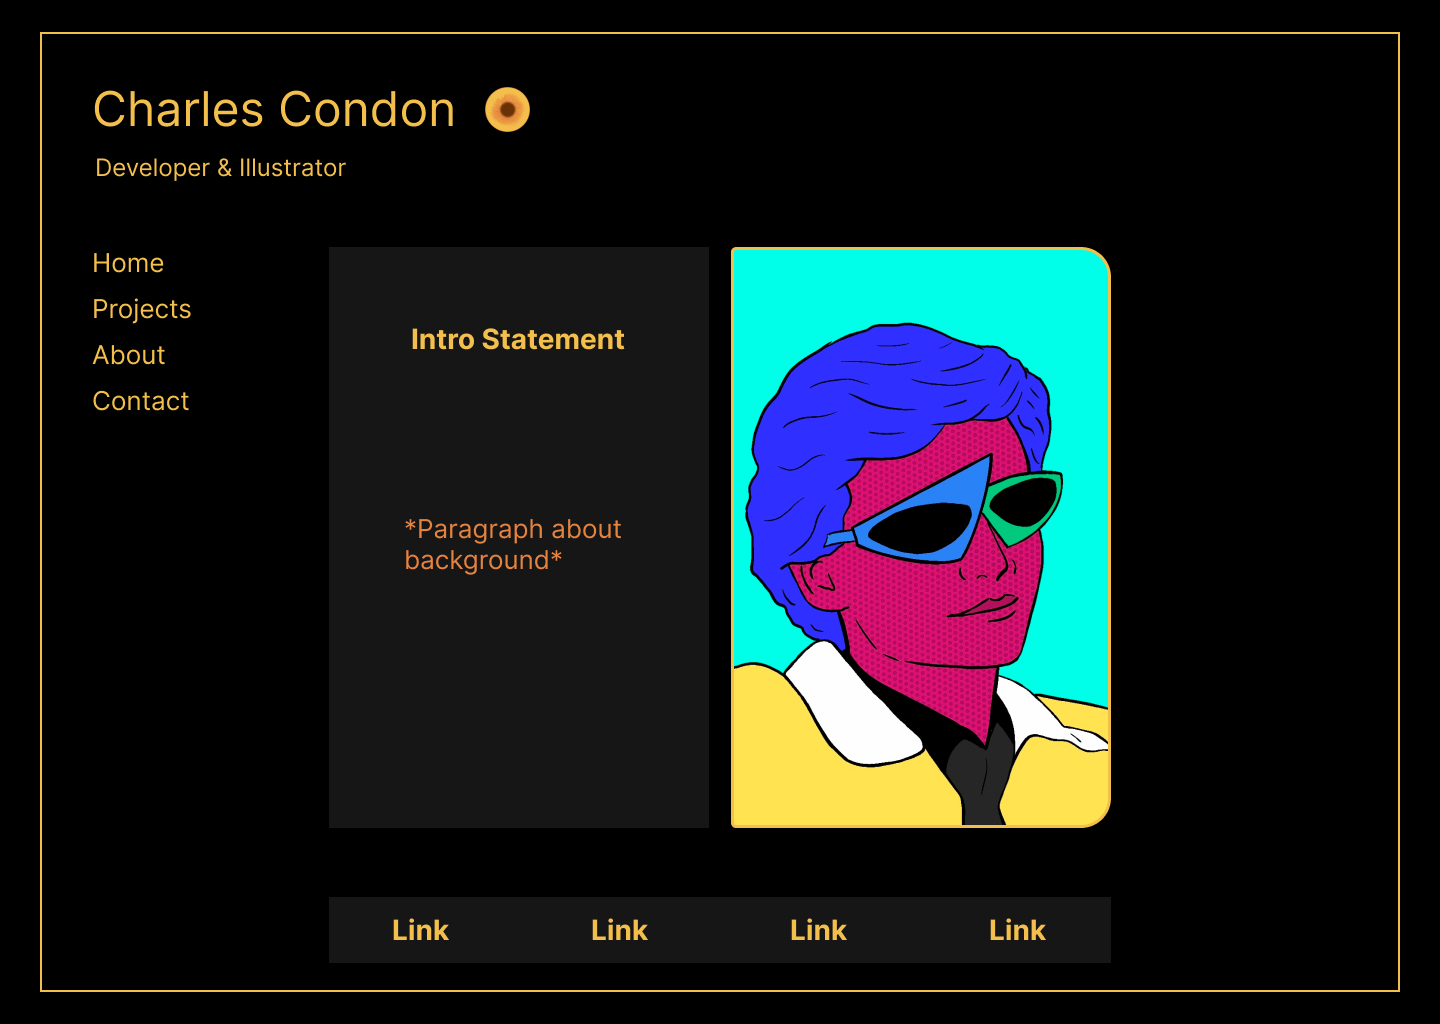 Charles Condon
Developer & Illustrator
Home
Projects
About
Contact
Intro Statement
*Paragraph about
background*
Link Link Link Link